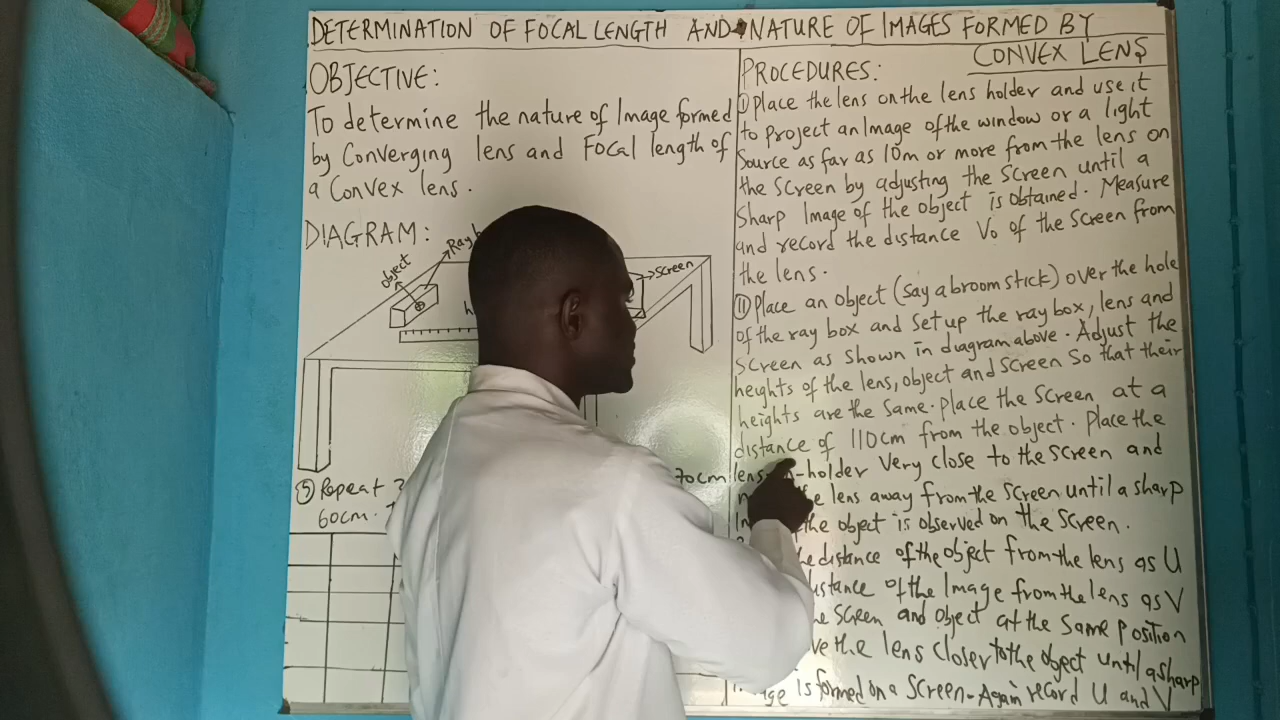 DETERMINATION OF FOCAL LENGTH AND NATURE OF IMAGES FORMED BY
CONVEX LENS
OBJECTIVE:
To determine the nature of Image formed
by Converging lens and Focal length of
a Convex lens.
DIAGRAM:
Object
Ray
Screen
⑤ Repeat
60cm.
70cm
PROCEDURES:
① Place the lens on the lens holder and use it
to project an Image of the window or a light
Source as far as 10m or more from the lens on
the Screen by adjusting the Screen until a
Sharp Image of the object is obtained. Measure
and record the distance Vo of the Screen from
the lens.
⑪ Place an object (say a broom stick) over the hole
of the ray box and set up the ray box, lens and
Screen as shown in diagram above. Adjust the
heights of the lens, object and screen so that their
heights are the same. Place the screen at a
distance of 110cm from the object. Place the
lens holder Very close to the screen and
lens away from the screen until a sharp
the object is observed on the screen.
distance of the object from the lens as U
distance of the Image from the lens as V
Screen and object at the same position
the lens closer to the object until a sharp
is formed on a screen-Again record U and V